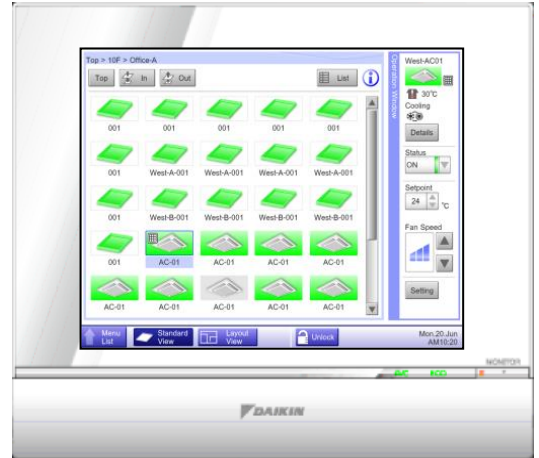 Top > 10F > Office-A
Top
In
Out
List
001
001
001
001
001
001
West-A-001
West-A-001
West-A-001
West-A-001
001
West-B-001
West-B-001
West-B-001
West-B-001
001
AC-01
AC-01
AC-01
AC-01
AC-01
AC-01
AC-01
AC-01
AC-01
Operation Window
West-AC01
30°C
Cooling
Details
Status
ON
Setpoint
24 °C
Fan Speed
Setting
Menu
List
Standard
View
Layout
View
Unlock
Mon.20 Jun
AM10:20
MONITOR
DAIKIN